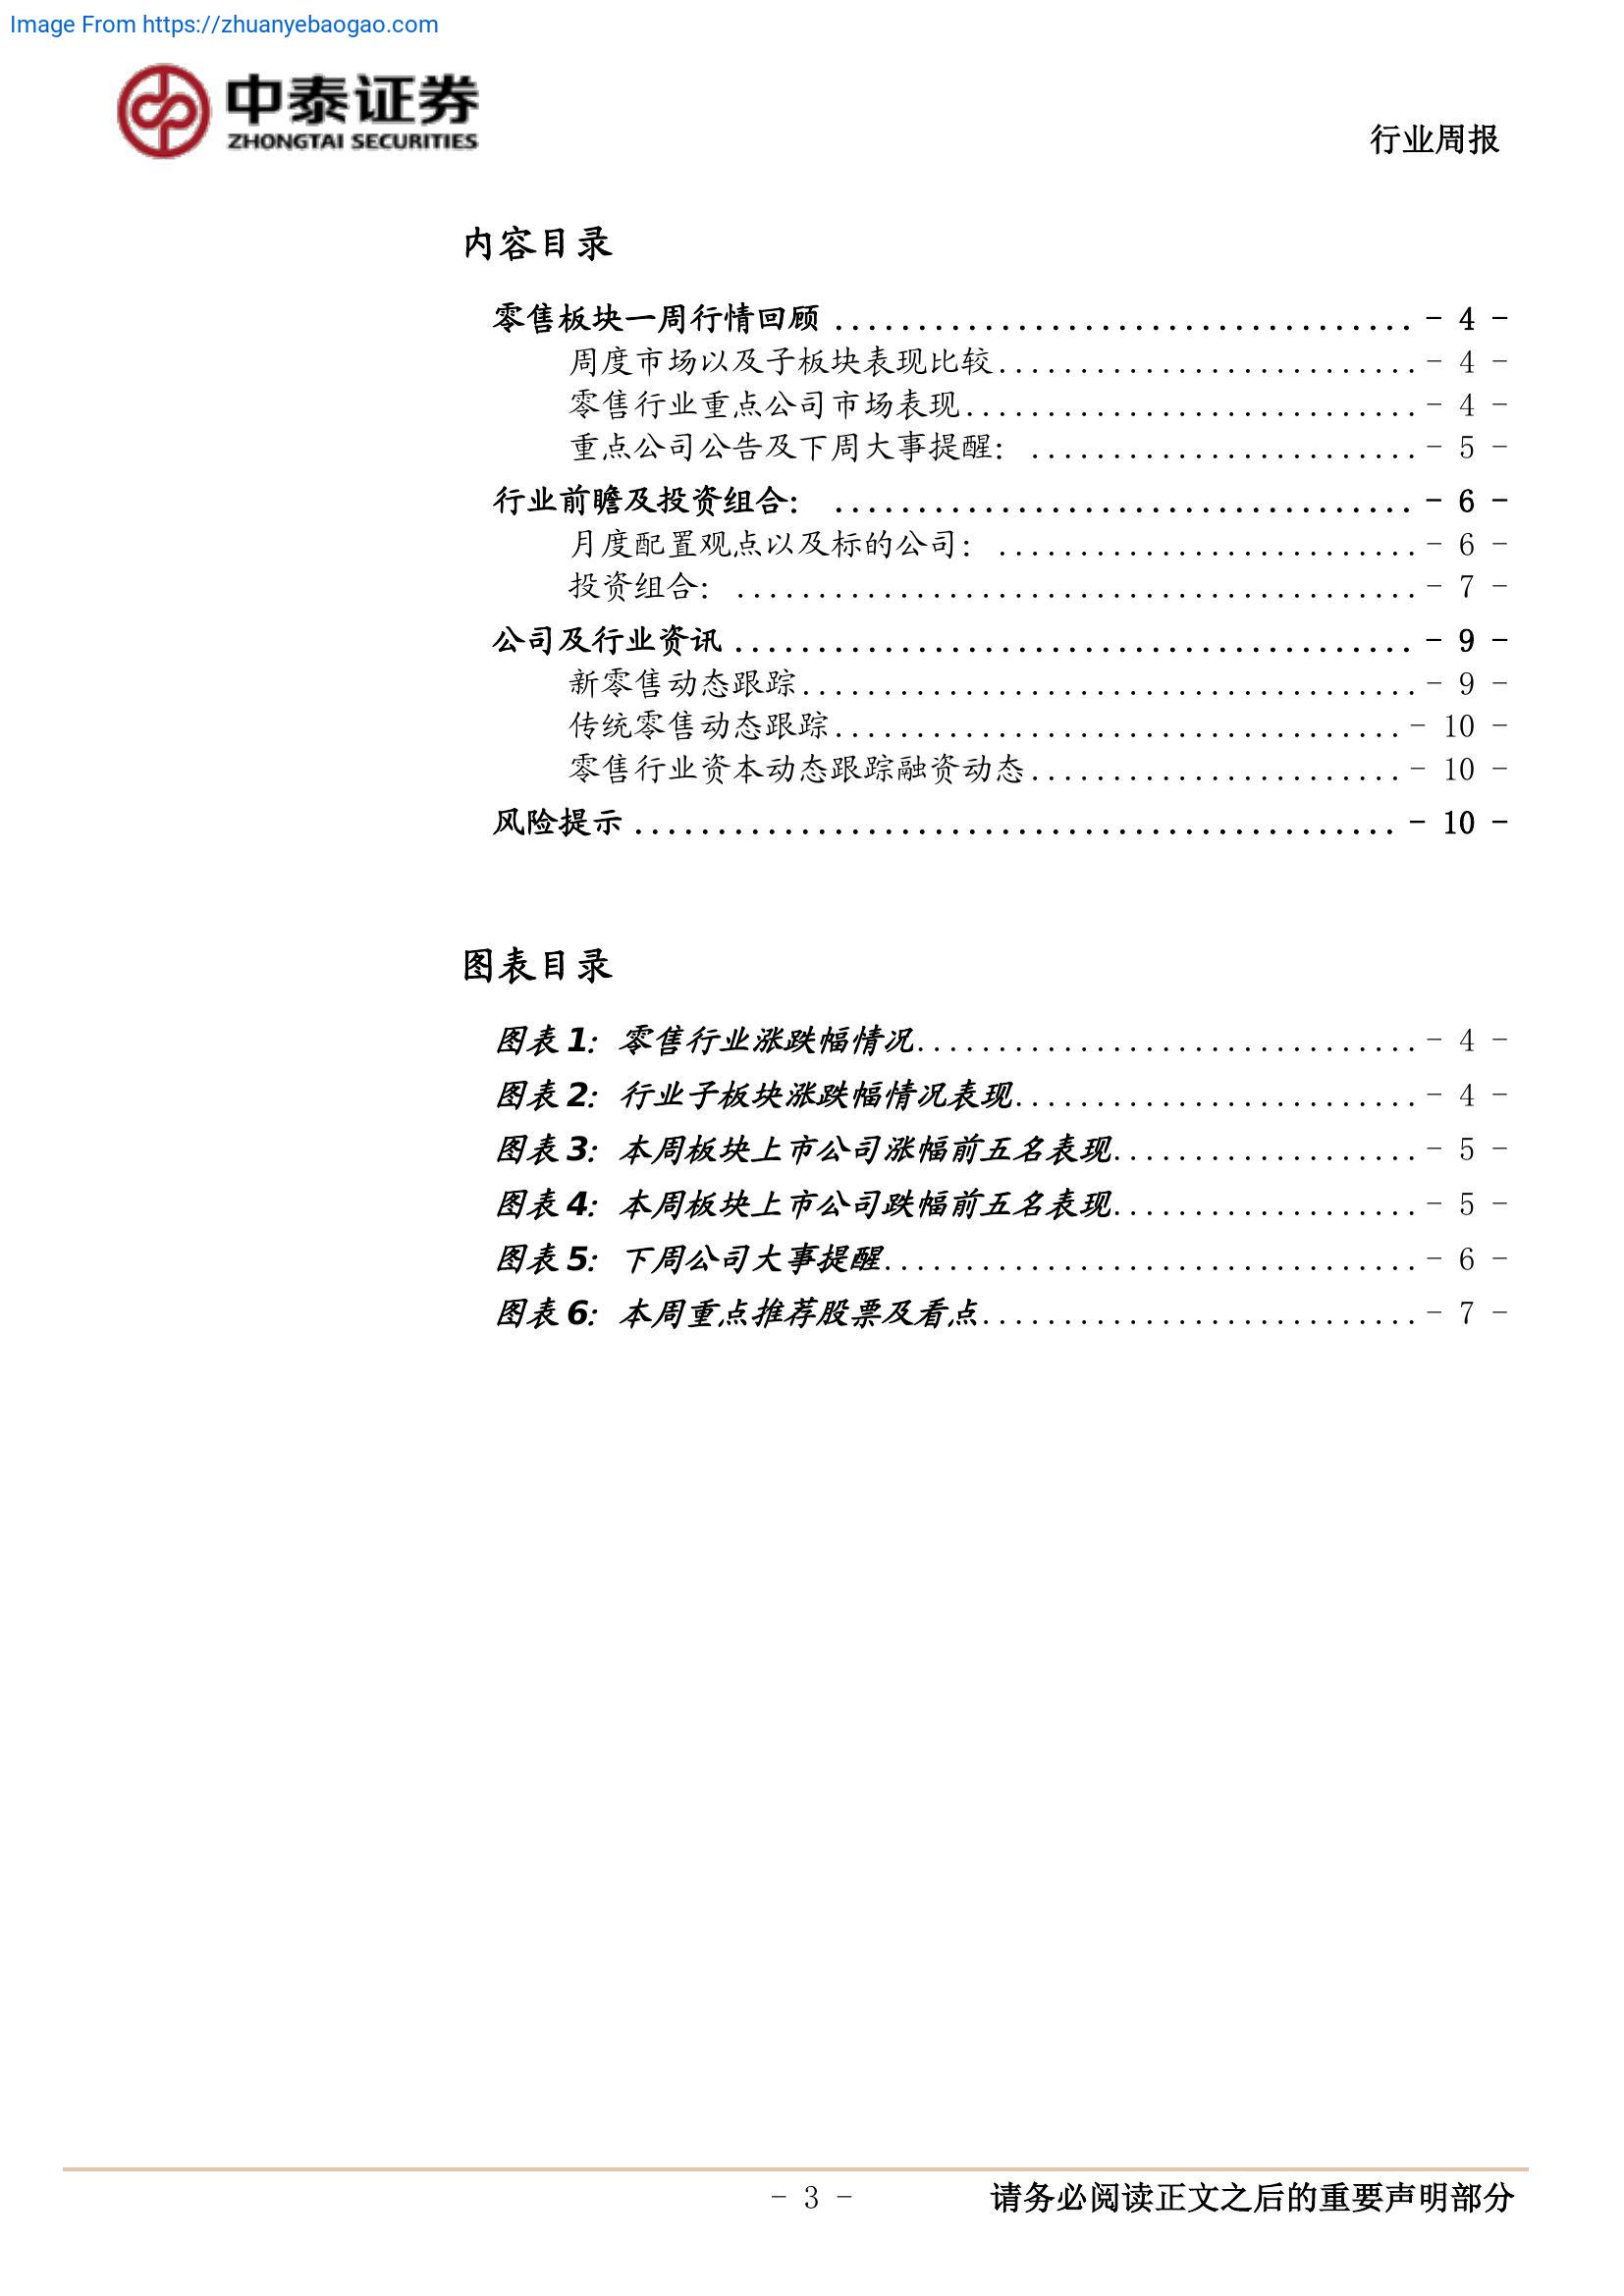 Image From https://zhuanyebaogao.com
中泰证券
ZHONGTAI SECURITIES
行业周报
内容目录
零售板块一周行情回顾 ................................... - 4 -
周度市场以及子板块表现比较.......................... - 4 -
零售行业重点公司市场表现............................ - 4 -
重点公司公告及下周大事提醒： ........................ - 5 -
行业前瞻及投资组合： ................................... - 6 -
月度配置观点以及标的公司： .......................... - 6 -
投资组合： .......................................... - 7 -
公司及行业资讯 ......................................... - 9 -
新零售动态跟踪...................................... - 9 -
传统零售动态跟踪................................... - 10 -
零售行业资本动态跟踪融资动态....................... - 10 -
风险提示 .............................................. - 10 -
图表目录
图表 1：零售行业涨跌幅情况............................... - 4 -
图表 2：行业子板块涨跌幅情况表现......................... - 4 -
图表 3：本周板块上市公司涨幅前五名表现................... - 5 -
图表 4：本周板块上市公司跌幅前五名表现................... - 5 -
图表 5：下周公司大事提醒................................. - 6 -
图表 6：本周重点推荐股票及看点........................... - 7 -
- 3 -
请务必阅读正文之后的重要声明部分